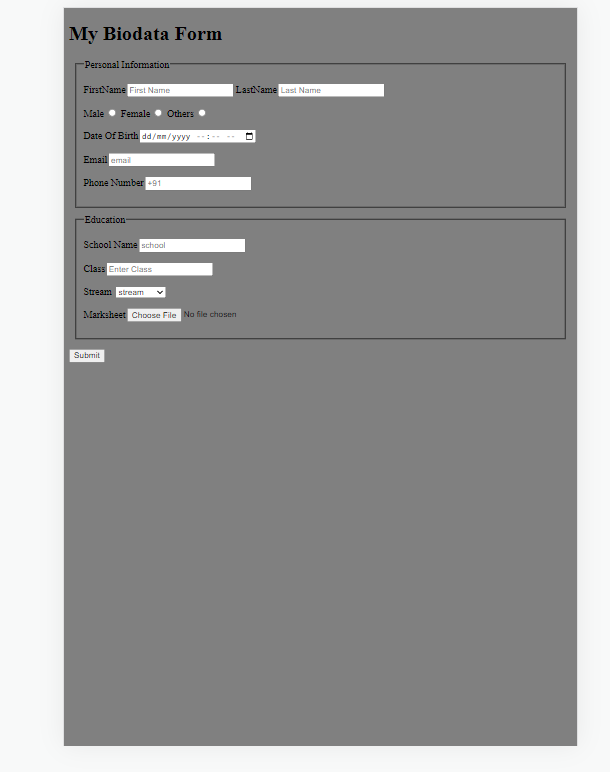 My Biodata Form
Personal Information
FirstName First Name LastName Last Name
Male Female Others
Date Of Birth dd/mm/yyyy --:-- --
Email email
Phone Number +91
Education
School Name school
Class Enter Class
Stream stream
Marksheet Choose File No file chosen
Submit